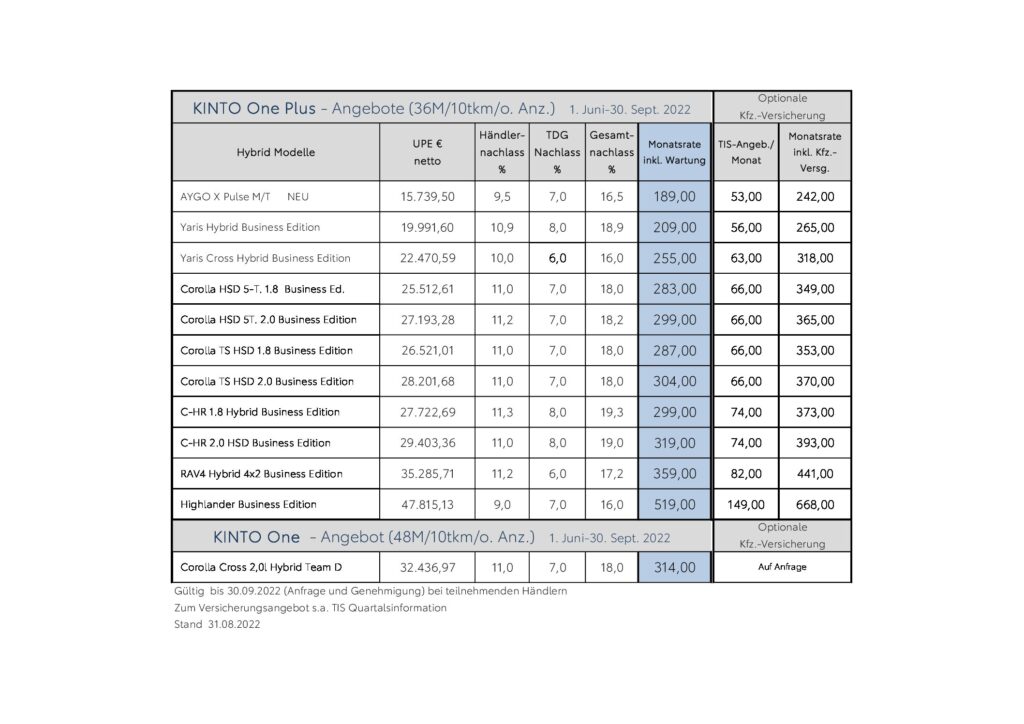 KINTO One Plus – Angebote (36M/10tkm/o. Anz.) 1. Juni-30. Sept. 2022 Optionale Kfz.-Versicherung
Hybrid Modelle UPE € netto Händler-nachlass % TDG Nachlass % Gesamt-nachlass % Monatsrate inkl. Wartung TIS-Angeb./ Monat Monatsrate inkl. Kfz.- Versg.
AYGO X Pulse M/T NEU 15.739,50 9,5 7,0 16,5 189,00 53,00 242,00
Yaris Hybrid Business Edition 19.991,60 10,9 8,0 18,9 209,00 56,00 265,00
Yaris Cross Hybrid Business Edition 22.470,59 10,0 6,0 16,0 255,00 63,00 318,00
Corolla HSD 5-T. 1.8 Business Ed. 25.512,61 11,0 7,0 18,0 283,00 66,00 349,00
Corolla HSD 5T. 2.0 Business Edition 27.193,28 11,2 7,0 18,2 299,00 66,00 365,00
Corolla TS HSD 1.8 Business Edition 26.521,01 11,0 7,0 18,0 287,00 66,00 353,00
Corolla TS HSD 2.0 Business Edition 28.201,68 11,0 7,0 18,0 304,00 66,00 370,00
C-HR 1.8 Hybrid Business Edition 27.722,69 11,3 8,0 19,3 299,00 74,00 373,00
C-HR 2.0 HSD Business Edition 29.403,36 11,0 8,0 19,0 319,00 74,00 393,00
RAV4 Hybrid 4x2 Business Edition 35.285,71 11,2 6,0 17,2 359,00 82,00 441,00
Highlander Business Edition 47.815,13 9,0 7,0 16,0 519,00 149,00 668,00
KINTO One – Angebot (48M/10tkm/o. Anz.) 1. Juni-30. Sept. 2022 Optionale Kfz.-Versicherung
Corolla Cross 2,0l Hybrid Team D 32.436,97 11,0 7,0 18,0 314,00 Auf Anfrage
Gültig bis 30.09.2022 (Anfrage und Genehmigung) bei teilnehmenden Händlern
Zum Versicherungsangebot s.a. TIS Quartalsinformation
Stand 31.08.2022